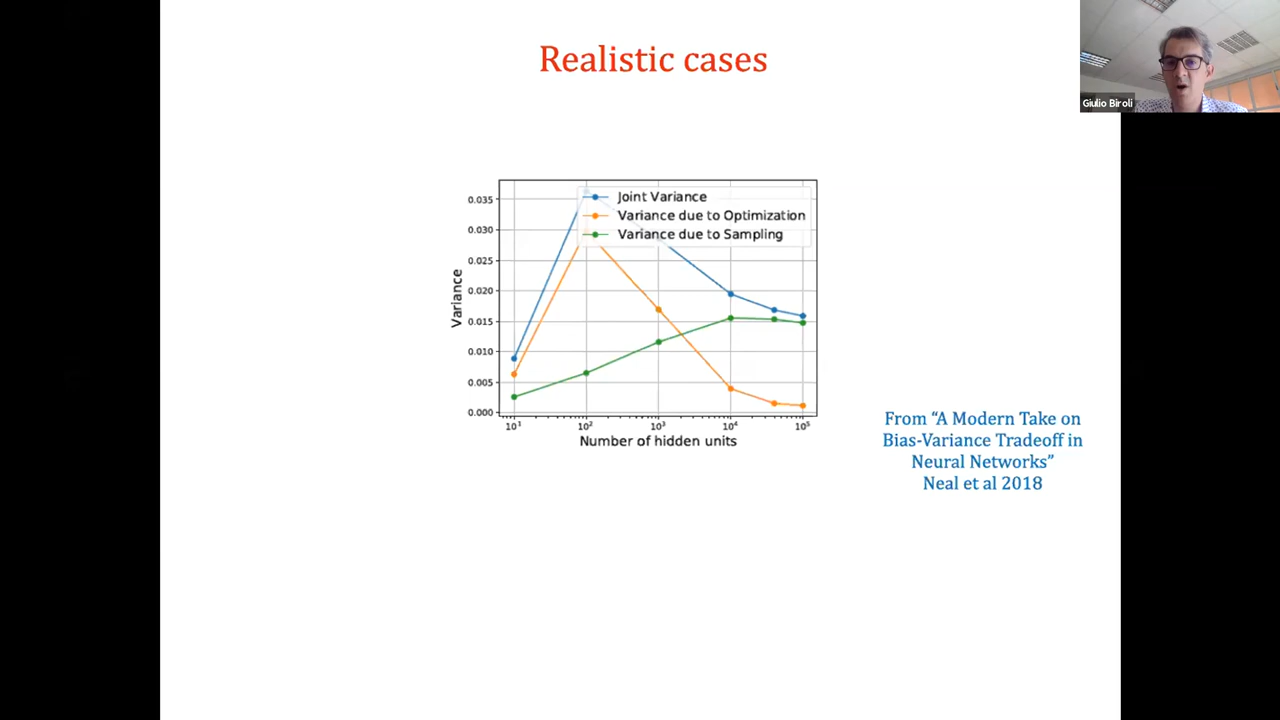 Realistic cases
Giulio Biroli
Joint Variance
Variance due to Optimization
Variance due to Sampling
0.035
0.030
0.025
0.020
0.015
0.010
0.005
0.000
Variance
10¹ 10² 10³ 10⁴ 10⁵
Number of hidden units
From “A Modern Take on
Bias-Variance Tradeoff in
Neural Networks”
Neal et al 2018